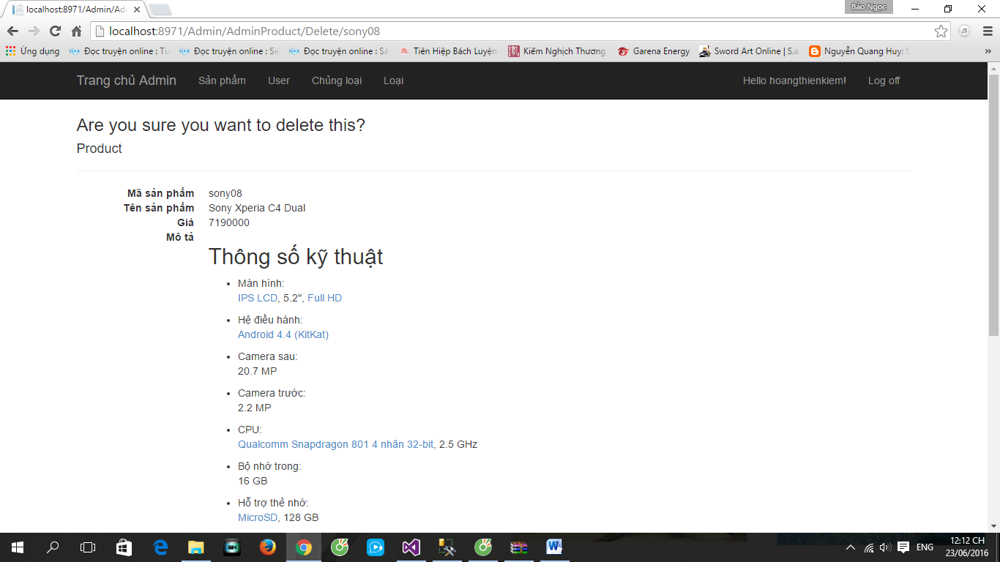 localhost:8971/Admin/Ad
Bảo Ngọc
localhost:8971/Admin/AdminProduct/Delete/sony08
Ứng dụng
Đọc truyện online : Tu
Đọc truyện online : Siê
Đọc truyện online : Sá
Tiên Hiệp Bách Luyện
Kiếm Nghịch Thương
Garena Energy
Sword Art Online | S.a
Nguyễn Quang Huy: S
»
Trang chủ Admin
Sản phẩm
User
Chủng loại
Loại
Hello hoangthienkiem!
Log off
Are you sure you want to delete this?
Product
Mã sản phẩm sony08
Tên sản phẩm Sony Xperia C4 Dual
Giá 7190000
Mô tả
Thông số kỹ thuật
• Màn hình:
IPS LCD, 5.2", Full HD
• Hệ điều hành:
Android 4.4 (KitKat)
• Camera sau:
20.7 MP
• Camera trước:
2.2 MP
• CPU:
Qualcomm Snapdragon 801 4 nhân 32-bit, 2.5 GHz
• Bộ nhớ trong:
16 GB
• Hỗ trợ thẻ nhớ:
MicroSD, 128 GB
ENG
12:12 CH
23/06/2016